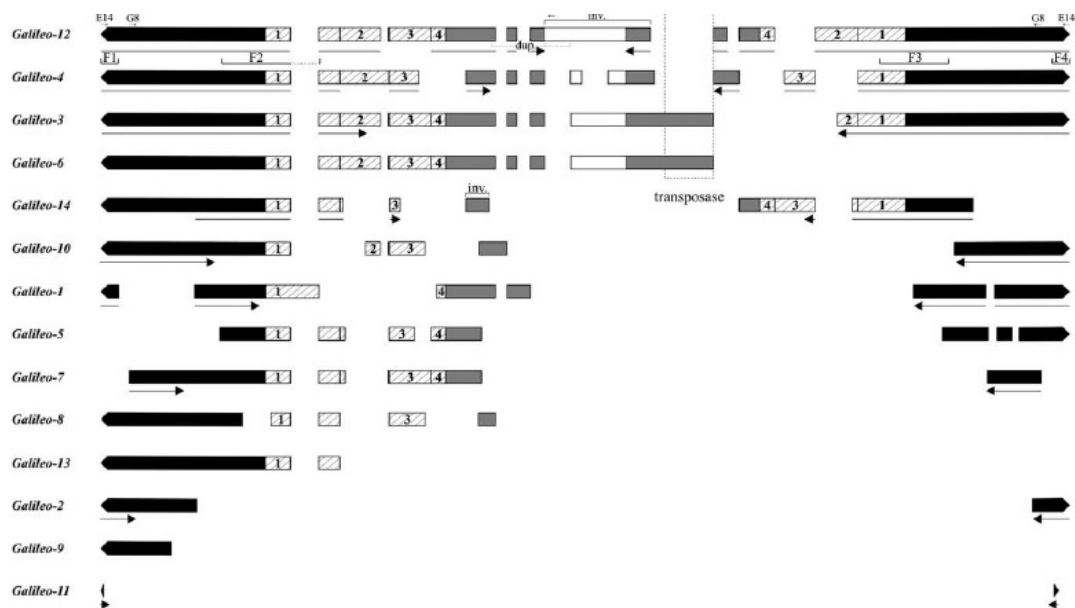 E14 G8 inv. G8 E14
Galileo-12 1 2 3 4 4 2 1
dup
F1 F2 F3 F4
Galileo-4 1 2 3 3 1
Galileo-3 1 2 3 4 2 1
Galileo-6 1 2 3 4
inv. transposase
Galileo-14 1 3 4 3 1
Galileo-10 1 2 3
Galileo-1 1 4
Galileo-5 1 3 4
Galileo-7 1 3 4
Galileo-8 1 3
Galileo-13 1
Galileo-2
Galileo-9
Galileo-11